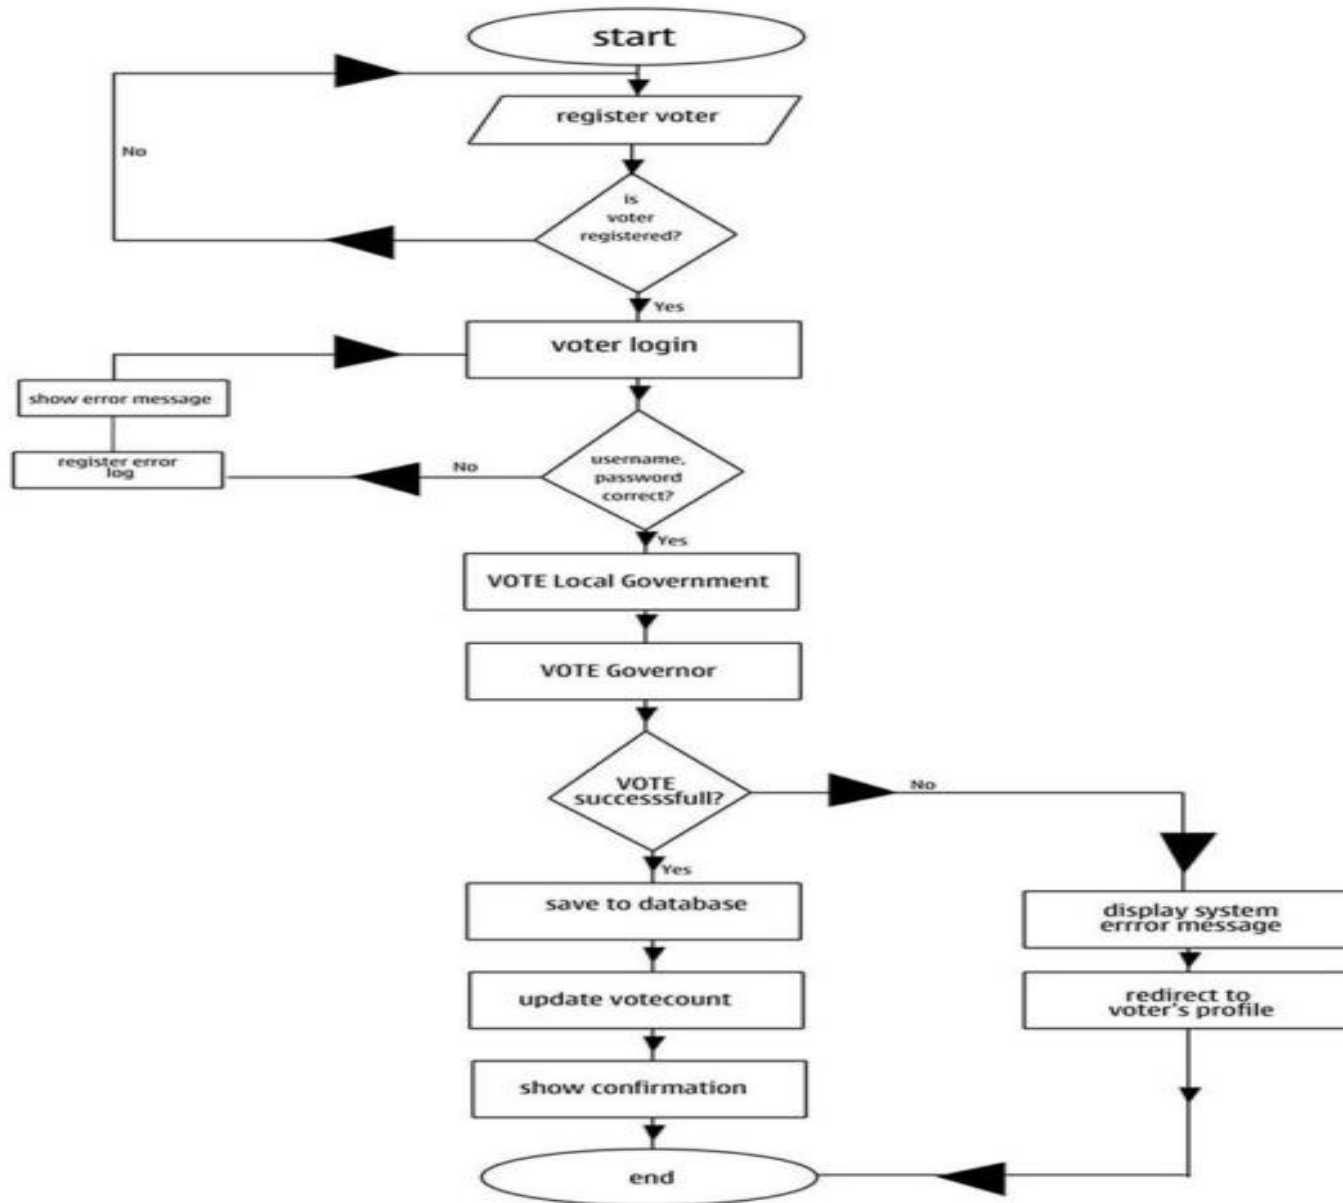 start
register voter
No
is
voter
registered?
Yes
voter login
show error message
register error
log
No
username,
password
correct?
Yes
VOTE Local Government
VOTE Governor
VOTE
successsfull?
No
Yes
save to database
display system
errror message
update votecount
redirect to
voter's profile
show confirmation
end